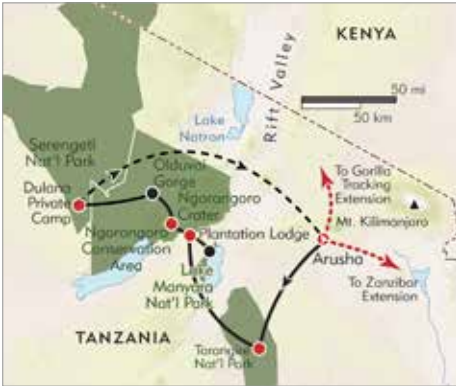 KENYA
Rift Valley
50 mi
50 km
Lake
Natron
Serengeti
Nat'l Park
Olduvai
Gorge
To Gorilla
Tracking
Extension
Dulana
Private
Camp
Ngorongoro
Crater
Mt. Kilimanjaro
Ngorongoro
Conservation
Area
Plantation Lodge
Arusha
Lake
Manyara
Nat'l Park
To Zanzibar
Extension
TANZANIA
Tarangire
Nat'l Park